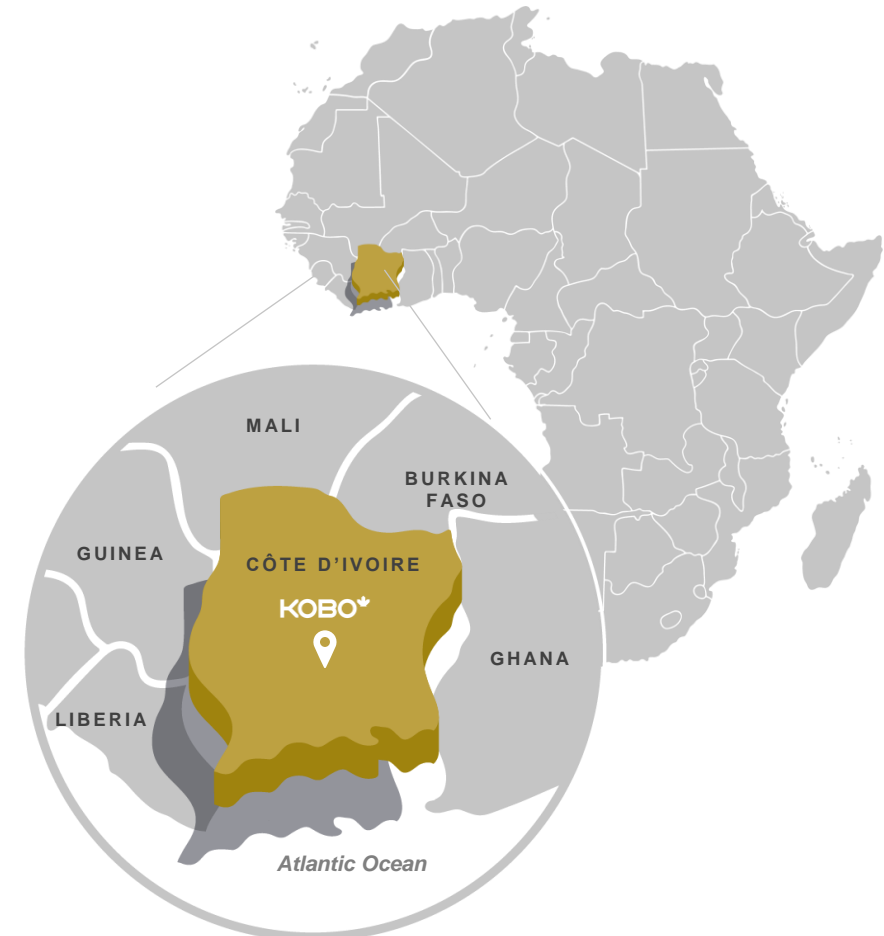 MALI
BURKINA
FASO
GUINEA
CÔTE D’IVOIRE
KOBO
GHANA
LIBERIA
Atlantic Ocean